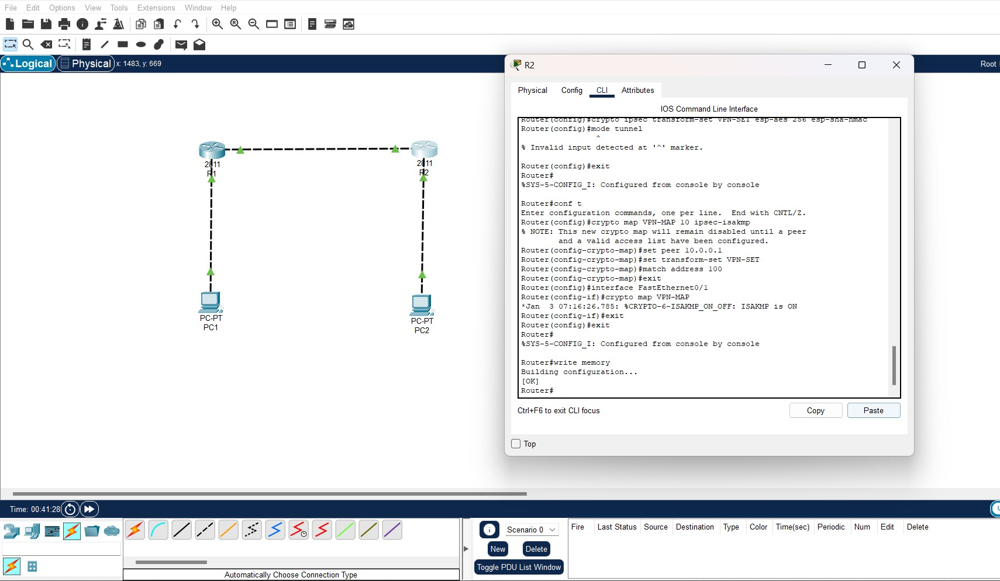 File Edit Options View Tools Extensions Window Help
Logical Physical x: 1483, y: 669
Root
R2
Physical Config CLI Attributes
IOS Command Line Interface
Router(config)#crypto ipsec transform-set VPN-SET esp-aes 256 esp-sha-hmac
Router(config)#mode tunnel
^
% Invalid input detected at '^' marker.
Router(config)#exit
Router#
%SYS-5-CONFIG_I: Configured from console by console
Router#conf t
Enter configuration commands, one per line.  End with CNTL/Z.
Router(config)#crypto map VPN-MAP 10 ipsec-isakmp
% NOTE: This new crypto map will remain disabled until a peer
and a valid access list have been configured.
Router(config-crypto-map)#set peer 10.0.0.1
Router(config-crypto-map)#set transform-set VPN-SET
Router(config-crypto-map)#match address 100
Router(config-crypto-map)#exit
Router(config)#interface FastEthernet0/1
Router(config-if)#crypto map VPN-MAP
*Jan  3 07:16:26.785: %CRYPTO-6-ISAKMP_ON_OFF: ISAKMP is ON
Router(config-if)#exit
Router(config)#exit
Router#
%SYS-5-CONFIG_I: Configured from console by console
Router#write memory
Building configuration...
[OK]
Router#
Ctrl+F6 to exit CLI focus
Copy Paste
Top
2811
R1
2811
R2
PC-PT
PC1
PC-PT
PC2
Time: 00:41:28
Scenario 0
New Delete
Toggle PDU List Window
Fire Last Status Source Destination Type Color Time(sec) Periodic Num Edit Delete
Automatically Choose Connection Type